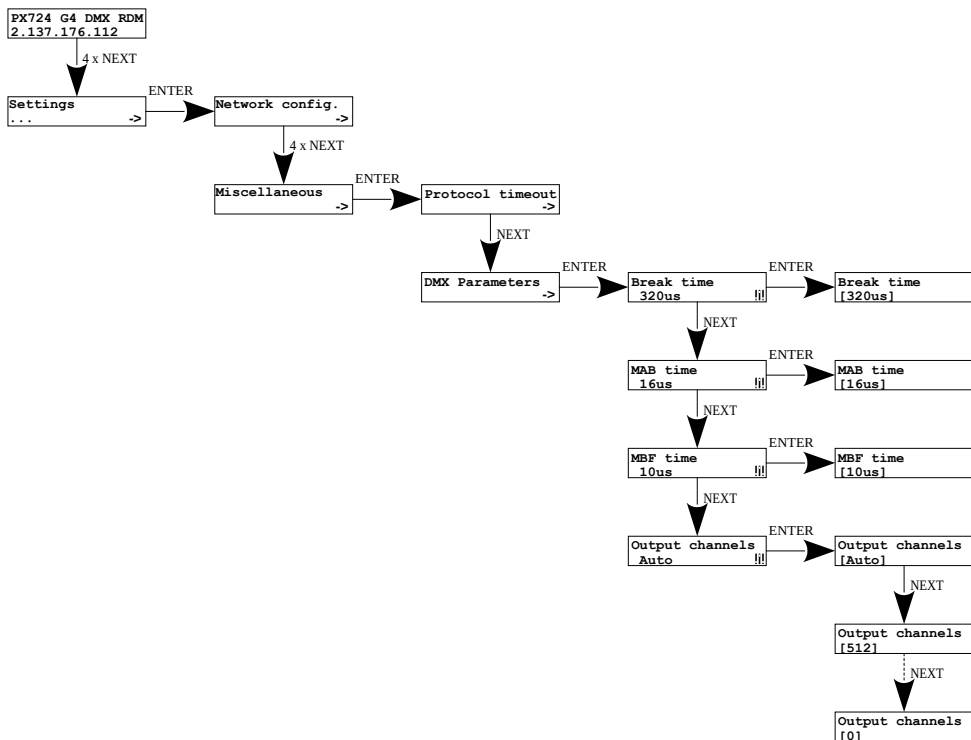 PX724 G4 DMX RDM
2.137.176.112
4 x NEXT
Settings
... ->
ENTER
Network config.
->
4 x NEXT
Miscellaneous
->
ENTER
Protocol timeout
->
NEXT
DMX Parameters
->
ENTER
Break time
320us !i!
ENTER
Break time
[320us]
NEXT
MAB time
16us !i!
ENTER
MAB time
[16us]
NEXT
MBF time
10us !i!
ENTER
MBF time
[10us]
NEXT
Output channels
Auto !i!
ENTER
Output channels
[Auto]
NEXT
Output channels
[512]
NEXT
Output channels
[0]